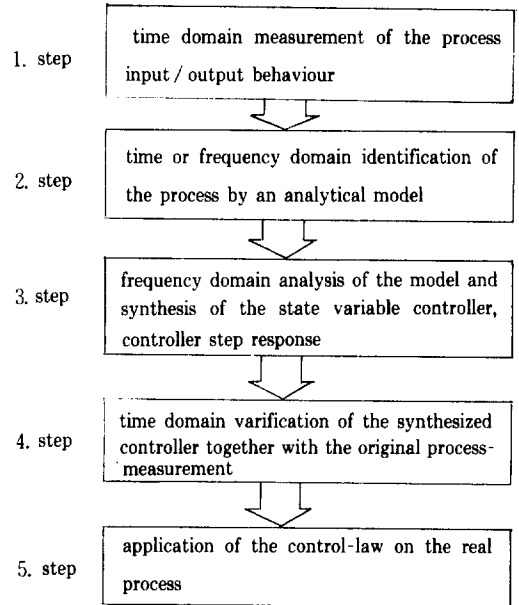 time domain measurement of the process
1. step
input / output behaviour
time or frequency domain identification of
2. step
the process by an analytical model
frequency domain analysis of the model and
3. step
synthesis of the state variable controller,
controller step response
time domain varification of the synthesized
4. step
controller together with the original process-
measurement
application of the control-law on the real
5. step
process